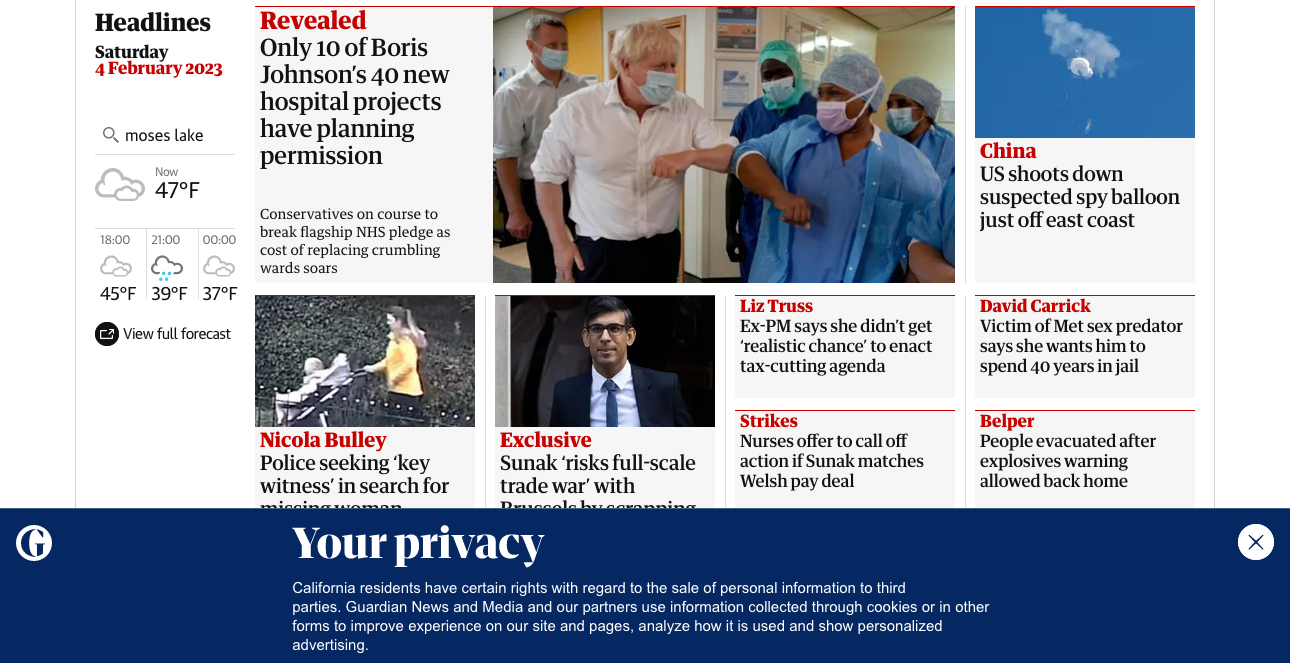 Headlines
Saturday
4 February 2023
moses lake
Now
47°F
18:00
21:00
00:00
45°F
39°F
37°F
View full forecast
Revealed
Only 10 of Boris
Johnson’s 40 new
hospital projects
have planning
permission
Conservatives on course to
break flagship NHS pledge as
cost of replacing crumbling
wards soars
China
US shoots down
suspected spy balloon
just off east coast
Nicola Bulley
Police seeking ‘key
witness’ in search for
missing woman
Exclusive
Sunak ‘risks full-scale
trade war’ with
Brussels by scrapping
Liz Truss
Ex-PM says she didn’t get
‘realistic chance’ to enact
tax-cutting agenda
David Carrick
Victim of Met sex predator
says she wants him to
spend 40 years in jail
Strikes
Nurses offer to call off
action if Sunak matches
Welsh pay deal
Belper
People evacuated after
explosives warning
allowed back home
G
Your privacy
California residents have certain rights with regard to the sale of personal information to third
parties. Guardian News and Media and our partners use information collected through cookies or in other
forms to improve experience on our site and pages, analyze how it is used and show personalized
advertising.